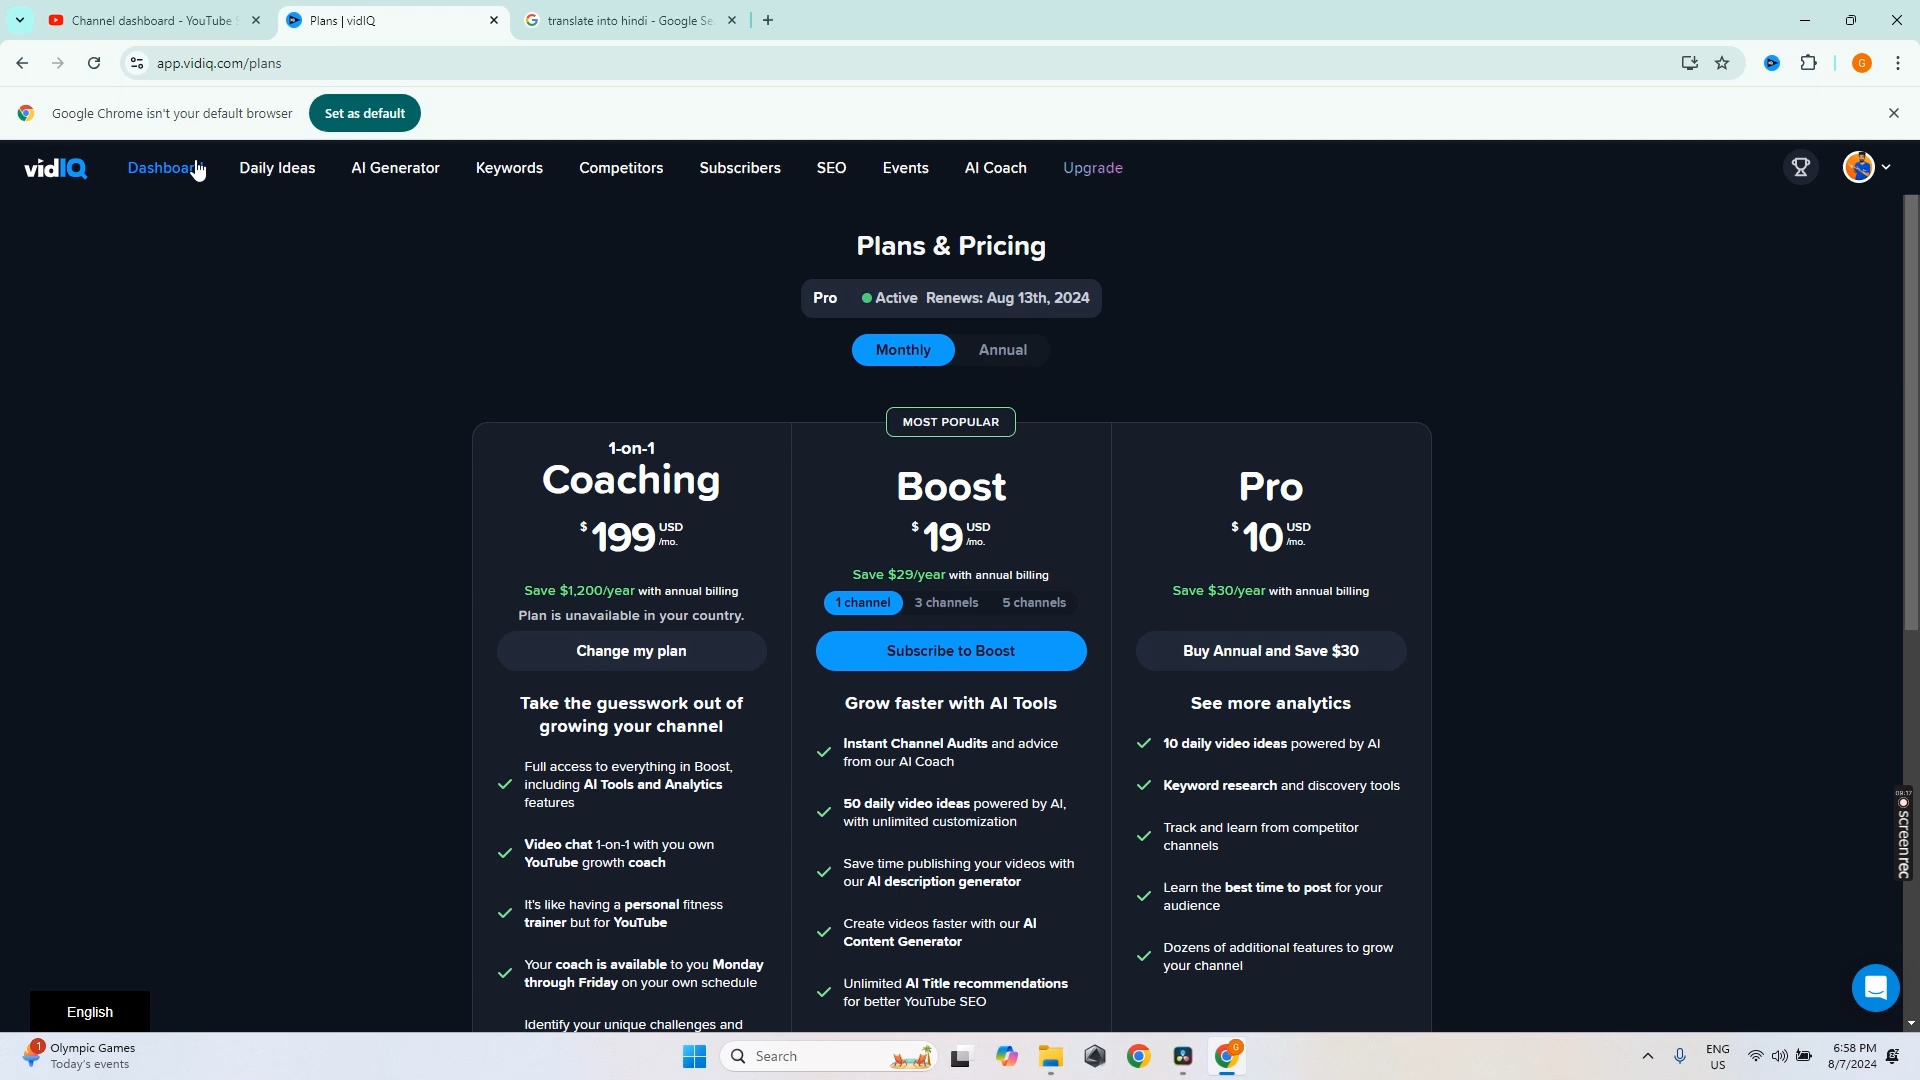 Channel dashboard - YouTube S
Plans | vidIQ
translate into hindi - Google Se
app.vidiq.com/plans
G
Google Chrome isn't your default browser
Set as default
vidIQ
Dashboard
Daily Ideas
AI Generator
Keywords
Competitors
Subscribers
SEO
Events
AI Coach
Upgrade
Plans & Pricing
Pro Active Renews: Aug 13th, 2024
Monthly Annual
MOST POPULAR
1-on-1
Coaching
$ 199 USD /mo.
Save $1,200/year with annual billing
Plan is unavailable in your country.
Change my plan
Take the guesswork out of
growing your channel
Full access to everything in Boost,
including AI Tools and Analytics
features
Video chat 1-on-1 with you own
YouTube growth coach
It's like having a personal fitness
trainer but for YouTube
Your coach is available to you Monday
through Friday on your own schedule
Identify your unique challenges and
Boost
$ 19 USD /mo.
Save $29/year with annual billing
1 channel 3 channels 5 channels
Subscribe to Boost
Grow faster with AI Tools
Instant Channel Audits and advice
from our AI Coach
50 daily video ideas powered by AI,
with unlimited customization
Save time publishing your videos with
our AI description generator
Create videos faster with our AI
Content Generator
Unlimited AI Title recommendations
for better YouTube SEO
Pro
$ 10 USD /mo.
Save $30/year with annual billing
Buy Annual and Save $30
See more analytics
10 daily video ideas powered by AI
Keyword research and discovery tools
Track and learn from competitor
channels
Learn the best time to post for your
audience
Dozens of additional features to grow
your channel
09:17
screenrec
English
1
Olympic Games
Today's events
Search
G
ENG
US
6:58 PM
8/7/2024